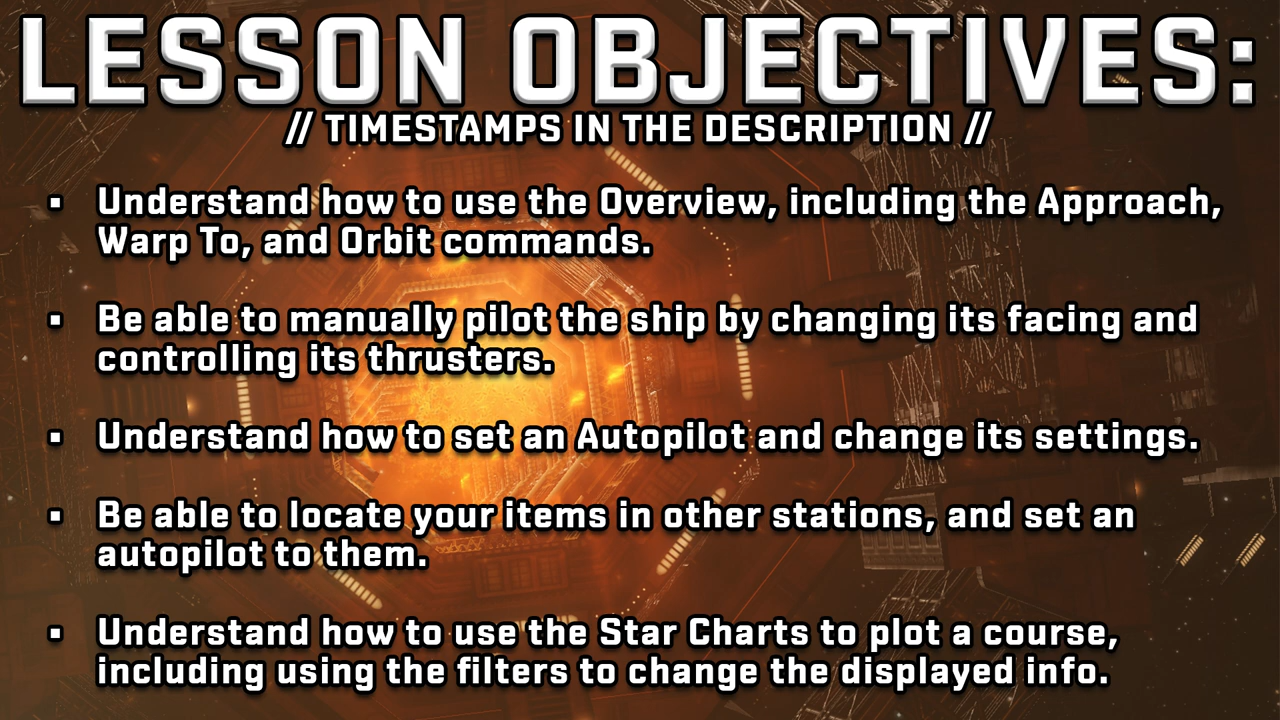 LESSON OBJECTIVES:
// TIMESTAMPS IN THE DESCRIPTION //
▪ Understand how to use the Overview, including the Approach,
Warp To, and Orbit commands.
▪ Be able to manually pilot the ship by changing its facing and
controlling its thrusters.
▪ Understand how to set an Autopilot and change its settings.
▪ Be able to locate your items in other stations, and set an
autopilot to them.
▪ Understand how to use the Star Charts to plot a course,
including using the filters to change the displayed info.